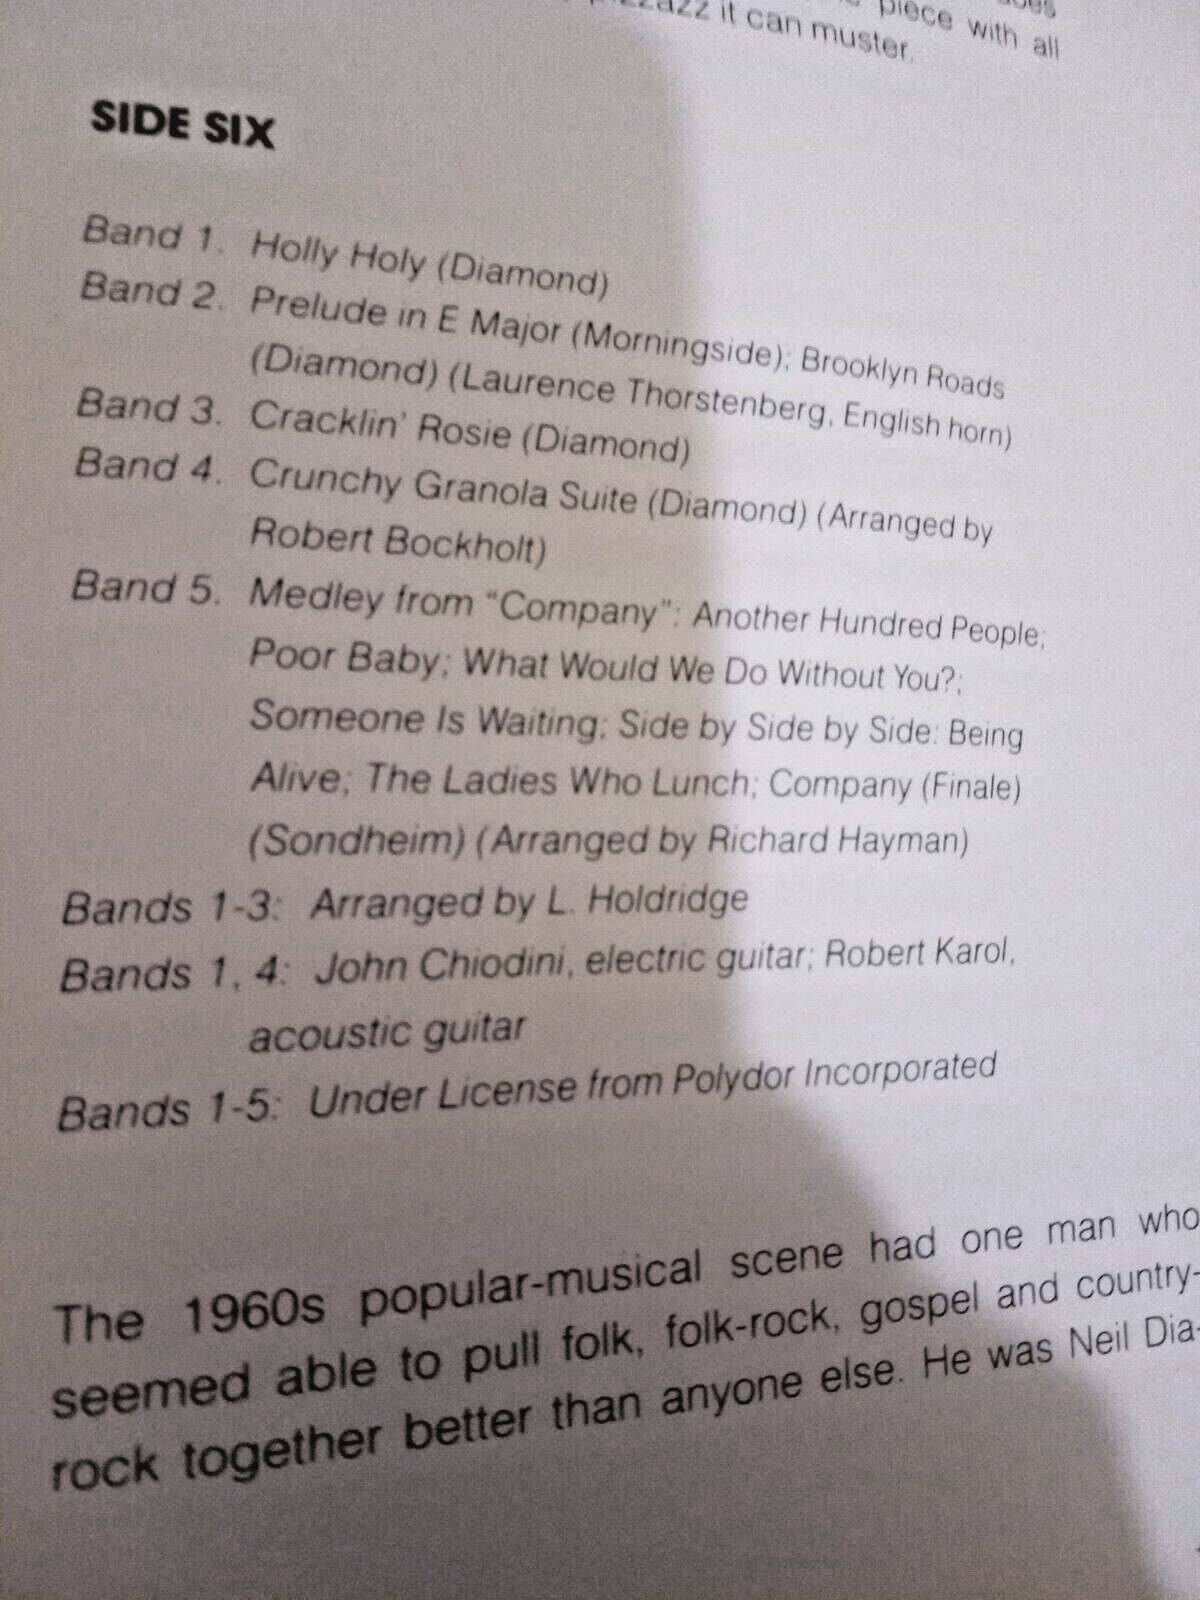 piece with all
it can muster.
SIDE SIX
Band 1. Holly Holy (Diamond)
Band 2. Prelude in E Major (Morningside); Brooklyn Roads
(Diamond) (Laurence Thorstenberg, English horn)
Band 3. Cracklin' Rosie (Diamond)
Band 4. Crunchy Granola Suite (Diamond) (Arranged by
Robert Bockholt)
Band 5. Medley from "Company": Another Hundred People;
Poor Baby; What Would We Do Without You?;
Someone Is Waiting; Side by Side by Side: Being
Alive; The Ladies Who Lunch; Company (Finale)
(Sondheim) (Arranged by Richard Hayman)
Bands 1-3: Arranged by L. Holdridge
Bands 1, 4: John Chiodini, electric guitar; Robert Karol,
acoustic guitar
Bands 1-5: Under License from Polydor Incorporated
The 1960s popular-musical scene had one man who
seemed able to pull folk, folk-rock, gospel and country-
rock together better than anyone else. He was Neil Dia-